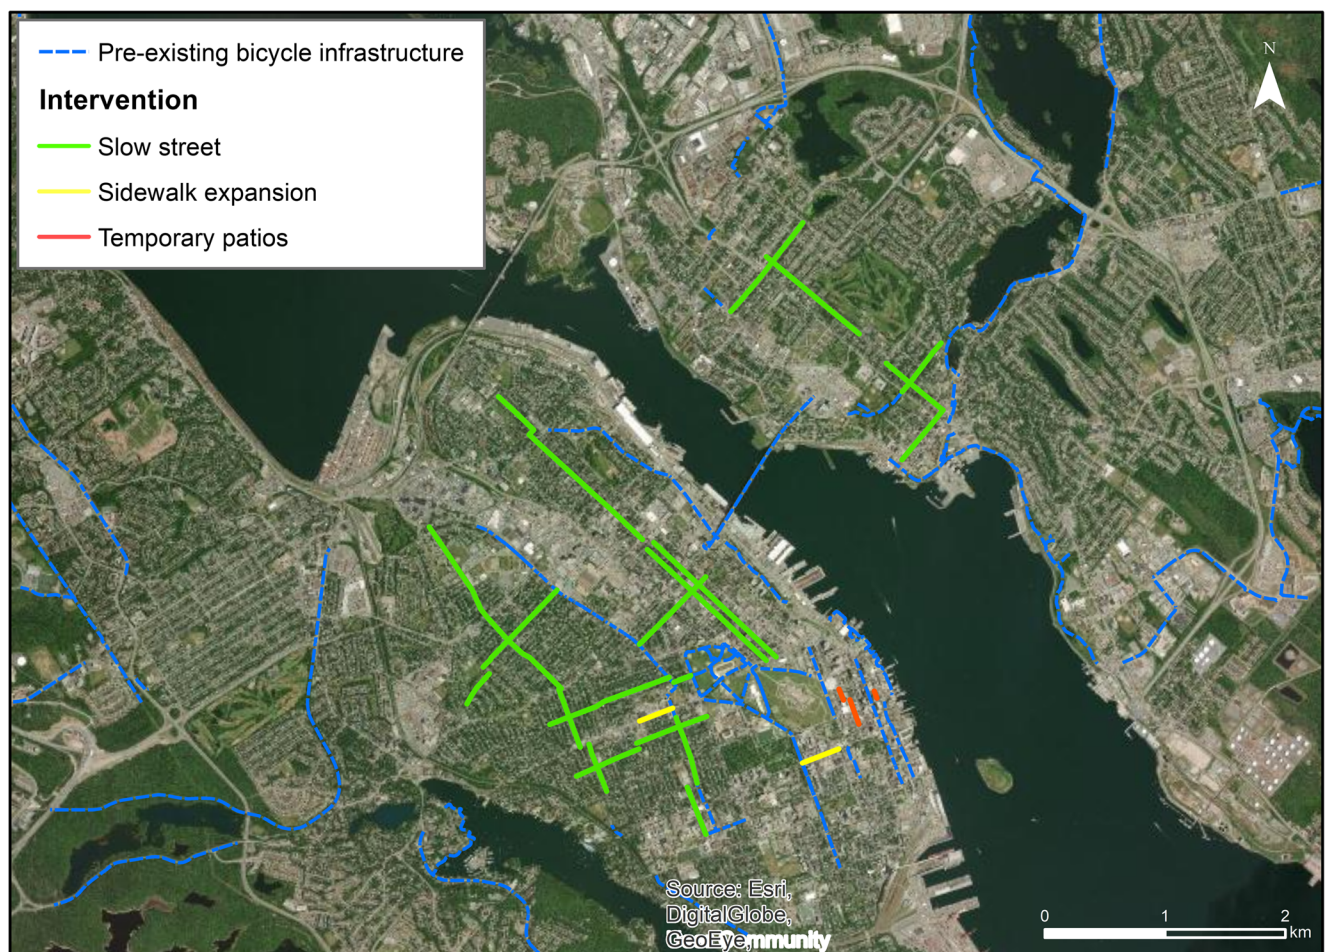 Pre-existing bicycle infrastructure
Intervention
Slow street
Sidewalk expansion
Temporary patios
N
Source: Esri,
DigitalGlobe,
GeoEye,
mmunity
0 1 2
km